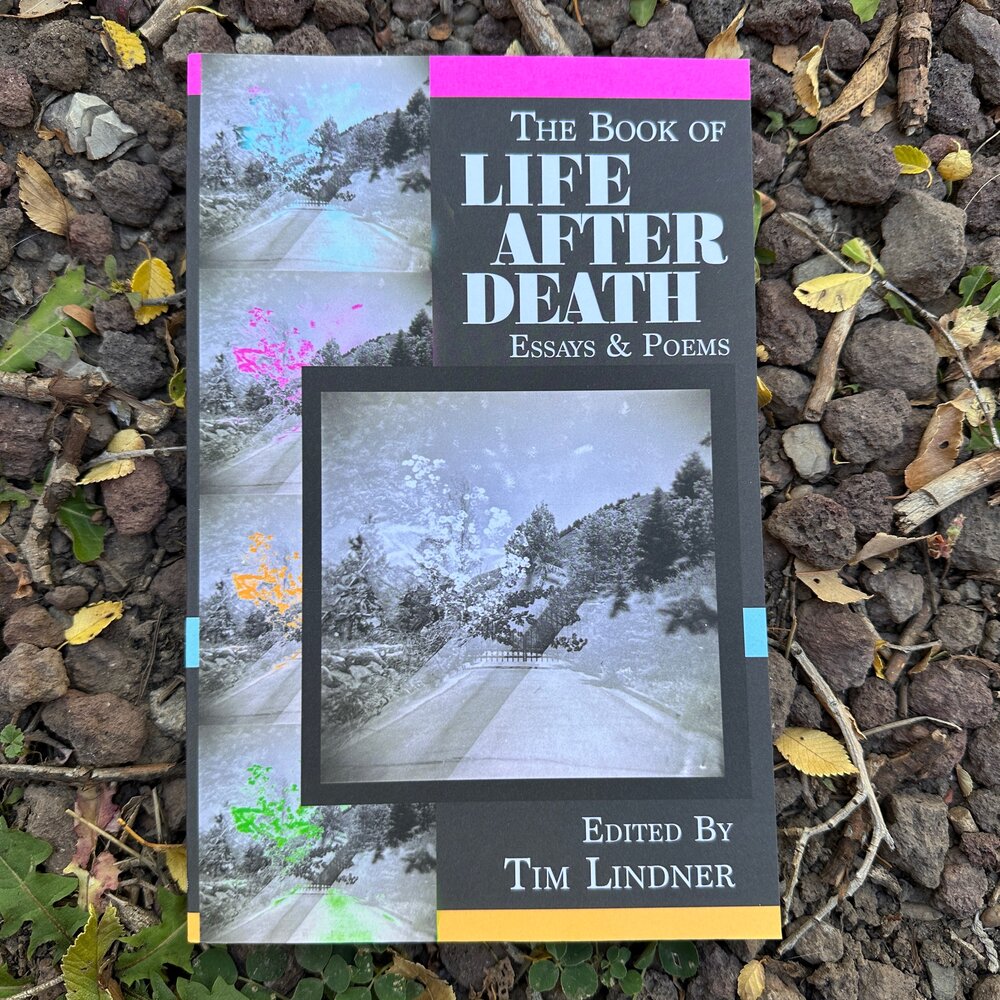 The Book of
LIFE
AFTER
DEATH
Essays & Poems
Edited By
Tim Lindner